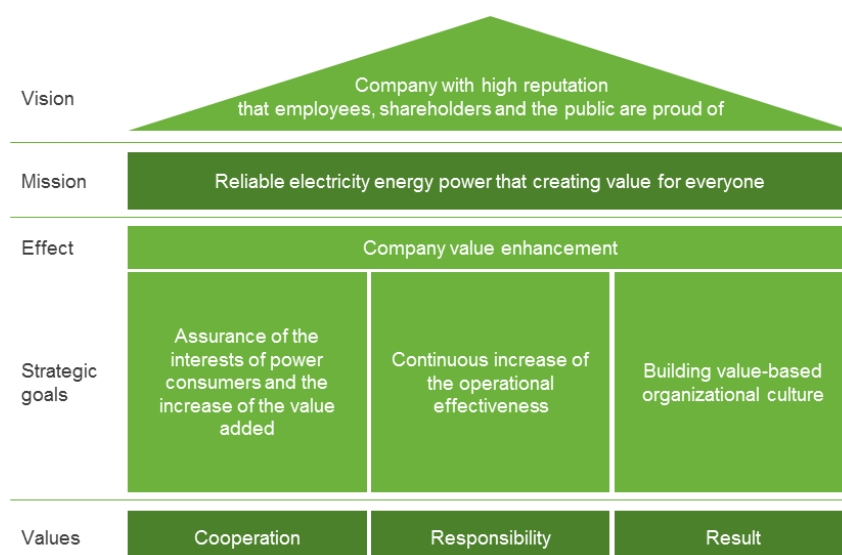 Vision
Company with high reputation
that employees, shareholders and the public are proud of
Mission
Reliable electricity energy power that creating value for everyone
Effect
Company value enhancement
Strategic
goals
Assurance of the
interests of power
consumers and the
increase of the value
added
Continuous increase of
the operational
effectiveness
Building value-based
organizational culture
Values
Cooperation
Responsibility
Result